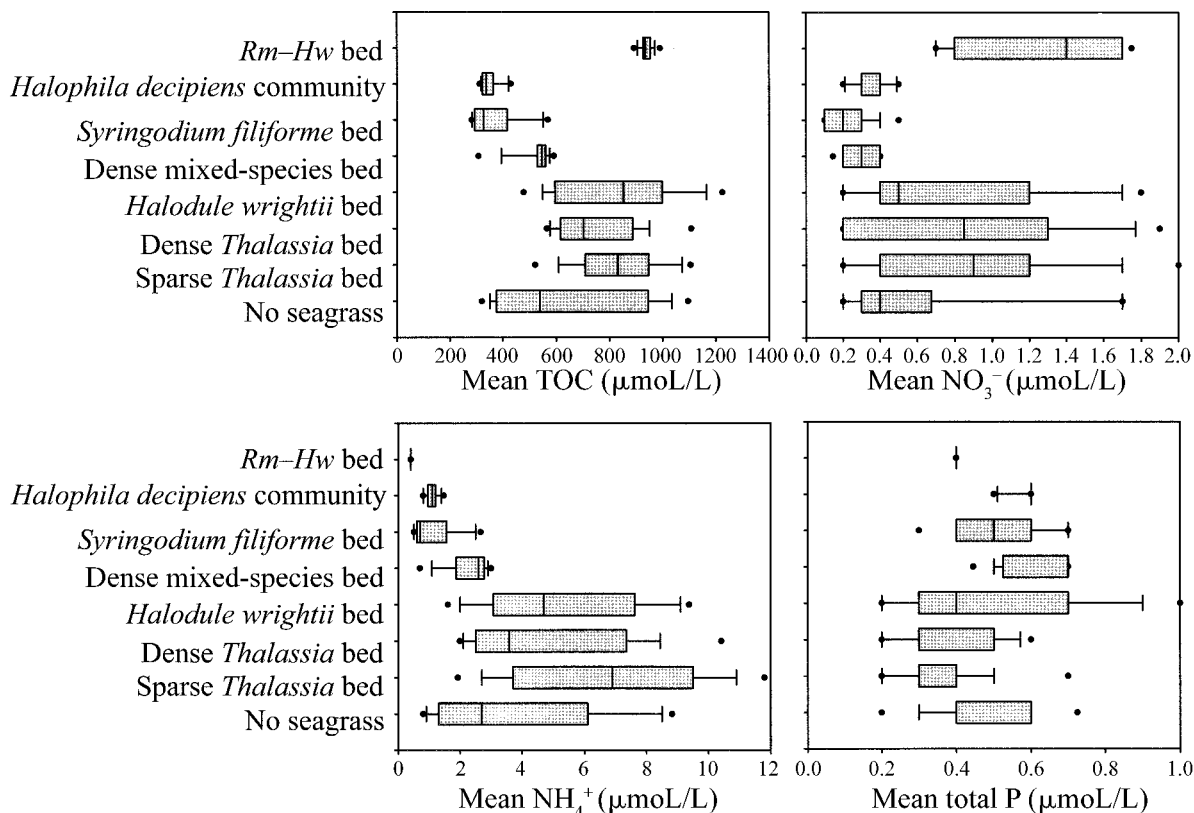 Rm–Hw bed
Halophila decipiens community
Syringodium filiforme bed
Dense mixed-species bed
Halodule wrightii bed
Dense Thalassia bed
Sparse Thalassia bed
No seagrass
0 200 400 600 800 1000 1200 1400
Mean TOC (μmoL/L)
0.0 0.2 0.4 0.6 0.8 1.0 1.2 1.4 1.6 1.8 2.0
Mean NO₃⁻ (μmoL/L)
Rm–Hw bed
Halophila decipiens community
Syringodium filiforme bed
Dense mixed-species bed
Halodule wrightii bed
Dense Thalassia bed
Sparse Thalassia bed
No seagrass
0 2 4 6 8 10 12
Mean NH₄⁺ (μmoL/L)
0.0 0.2 0.4 0.6 0.8 1.0
Mean total P (μmoL/L)